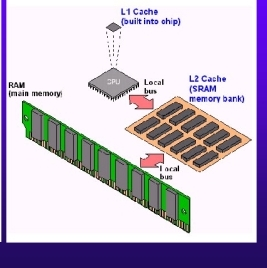 L1 Cache
(built into chip)
CPU
Local
bus
RAM
(main memory)
L2 Cache
(SRAM
memory bank)
Local
bus